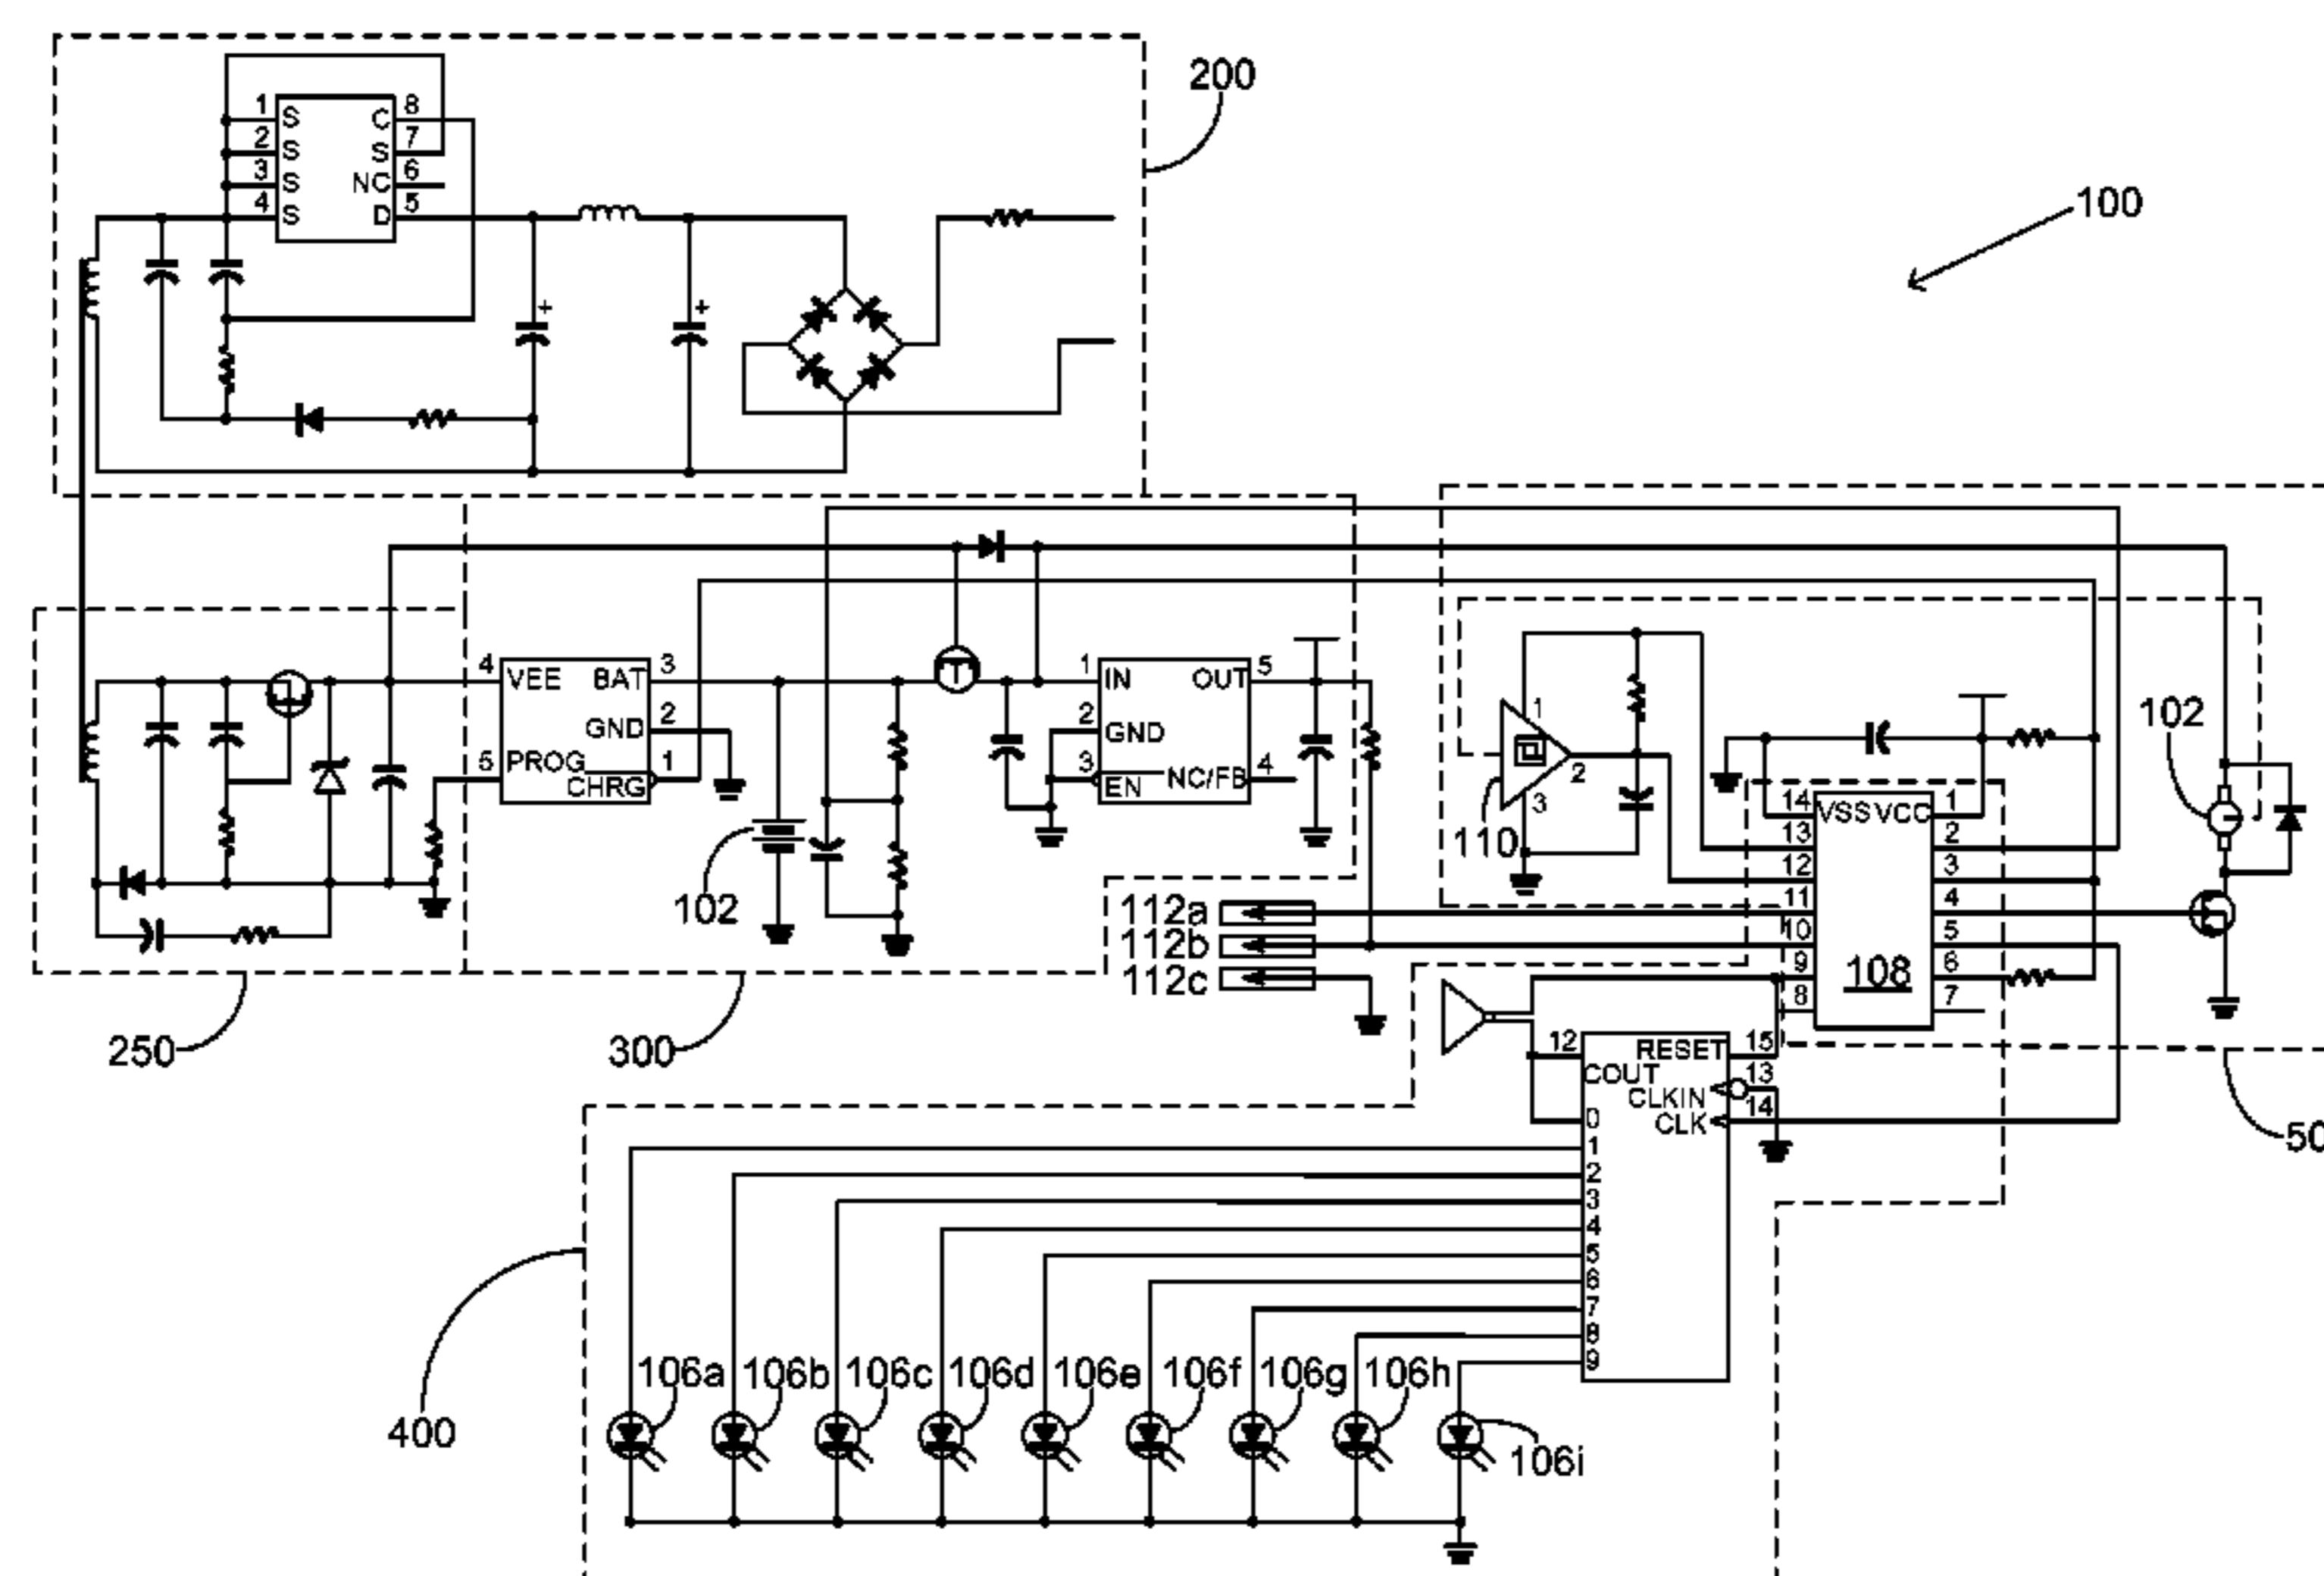 200
100
1 S C 8
2 S S 7
3 S NC 6
4 S D 5
+ +
4 VEE BAT 3
GND 2
5 PROG CHRG 1
1 IN OUT 5
2 GND
3 EN NC/FB 4
102
1
2
3
110
102
14 VSS VCC 1
13 2
12 3
11 4
10 5
9 6
8 7
108
112a
112b
112c
250
300
50
12 RESET 15
COUT 13
CLKIN
CLK 14
0
1
2
3
4
5
6
7
8
9
400
106a 106b 106c 106d 106e 106f 106g 106h
106i